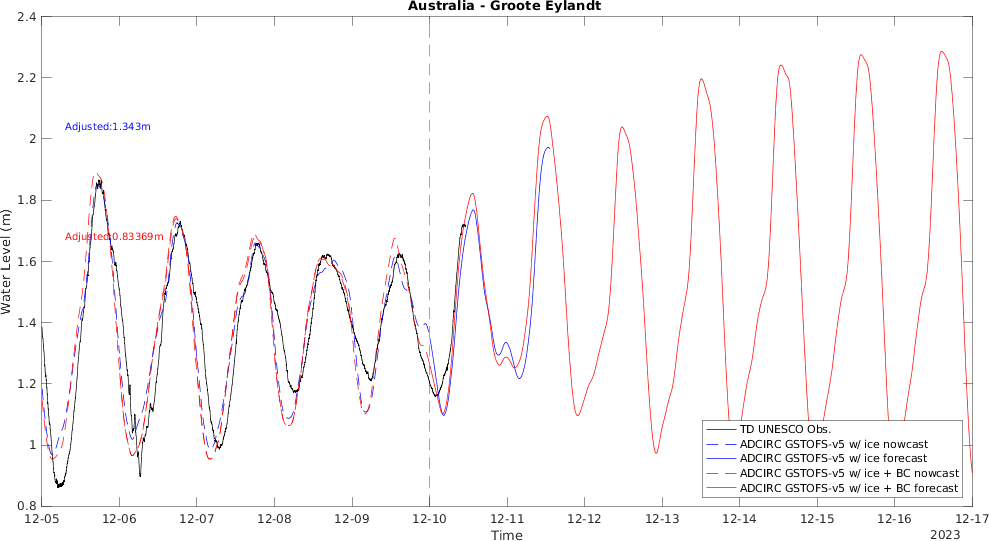 Australia - Groote Eylandt
2.4
2.2
2
1.8
1.6
1.4
1.2
1
0.8
Water Level (m)
Adjusted:1.343m
Adjusted:0.83369m
TD UNESCO Obs.
ADCIRC GSTOFS-v5 w/ ice nowcast
ADCIRC GSTOFS-v5 w/ ice forecast
ADCIRC GSTOFS-v5 w/ ice + BC nowcast
ADCIRC GSTOFS-v5 w/ ice + BC forecast
12-05 12-06 12-07 12-08 12-09 12-10 12-11 12-12 12-13 12-14 12-15 12-16 12-17
Time
2023